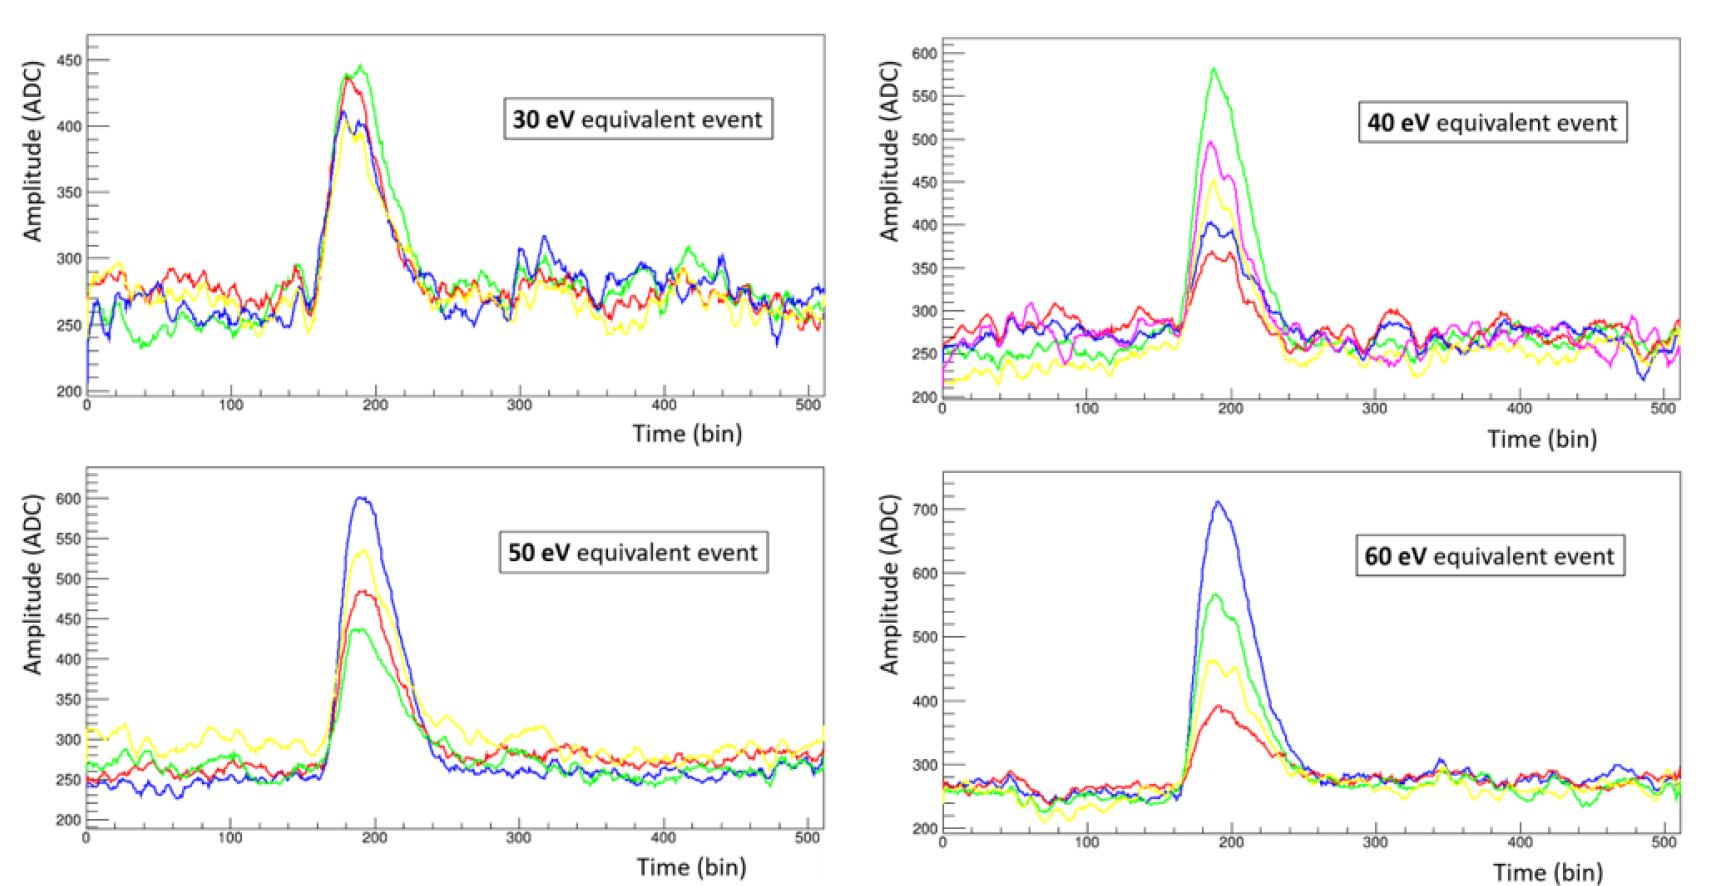 30 eV equivalent event
Amplitude (ADC)
450
400
350
300
250
200
0 100 200 300 400 500
Time (bin)
40 eV equivalent event
Amplitude (ADC)
600
550
500
450
400
350
300
250
200
0 100 200 300 400 500
Time (bin)
50 eV equivalent event
Amplitude (ADC)
600
550
500
450
400
350
300
250
200
0 100 200 300 400 500
Time (bin)
60 eV equivalent event
Amplitude (ADC)
700
600
500
400
300
200
0 100 200 300 400 500
Time (bin)